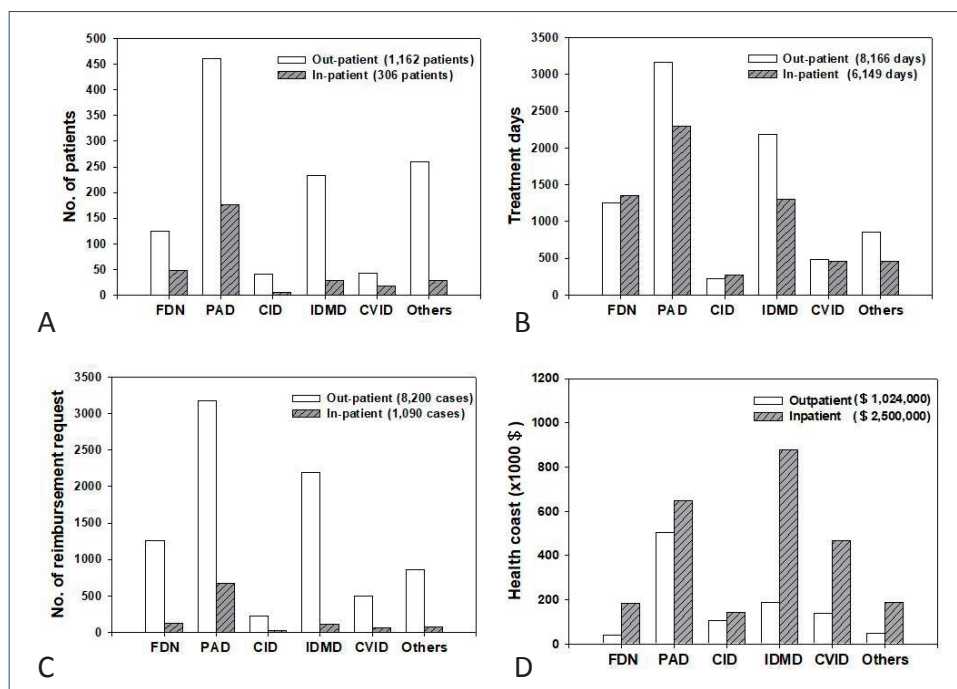 500
450
400
350
300
250
200
150
100
50
0
No. of patients
Out-patient (1,162 patients)
In-patient (306 patients)
FDN PAD CID IDMD CVID Others
A
3500
3000
2500
2000
1500
1000
500
0
Treatment days
Out-patient (8,166 days)
In-patient (6,149 days)
FDN PAD CID IDMD CVID Others
B
3500
3000
2500
2000
1500
1000
500
0
No. of reimbursement request
Out-patient (8,200 cases)
In-patient (1,090 cases)
FDN PAD CID IDMD CVID Others
C
1200
1000
800
600
400
200
0
Health coast (x1000 $)
Outpatient ($ 1,024,000)
Inpatient ($ 2,500,000)
FDN PAD CID IDMD CVID Others
D